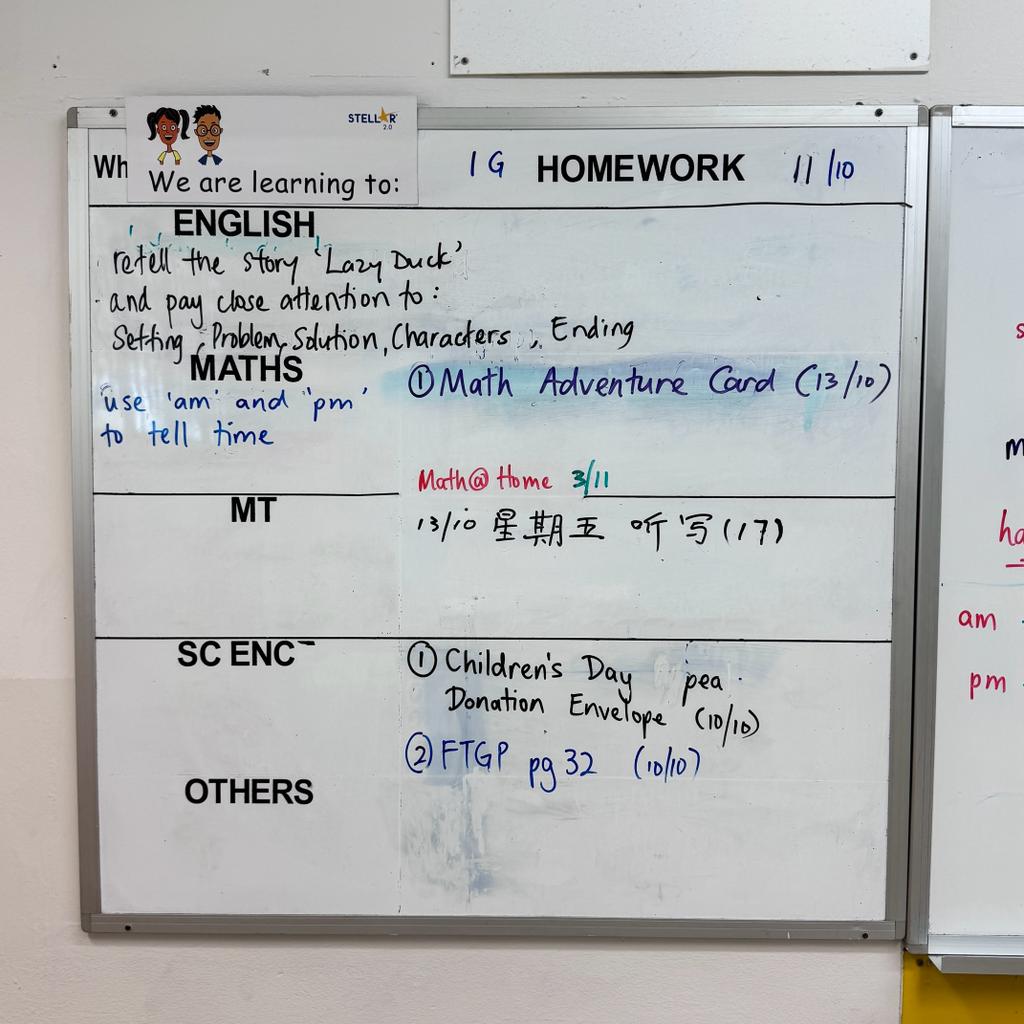 STELLAR
2.0
We are learning to:
1G HOMEWORK 11/10
ENGLISH
retell the story 'Lazy Duck'
and pay close attention to:
Setting, Problem, Solution, Characters, Ending
MATHS
use 'am' and 'pm'
to tell time
① Math Adventure Card (13/10)
Math@Home 3/11
MT
13/10 星期五 听写(17)
SC ENC
① Children's Day pea
Donation Envelope (10/10)
② FTGP pg 32 (10/10)
OTHERS
am
pm